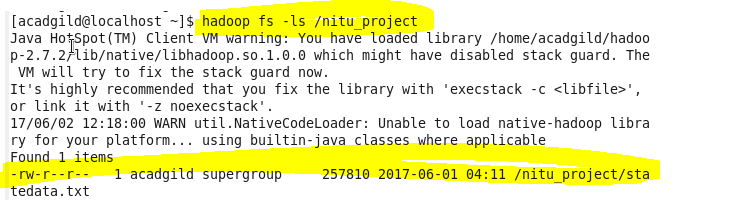 [acadgild@localhost ~]$ hadoop fs -ls /nitu_project
Java HotSpot(TM) Client VM warning: You have loaded library /home/acadgild/hadoo
p-2.7.2/lib/native/libhadoop.so.1.0.0 which might have disabled stack guard. The
 VM will try to fix the stack guard now.
It's highly recommended that you fix the library with 'execstack -c <libfile>',
or link it with '-z noexecstack'.
17/06/02 12:18:00 WARN util.NativeCodeLoader: Unable to load native-hadoop libra
ry for your platform... using builtin-java classes where applicable
Found 1 items
-rw-r--r--   1 acadgild supergroup     257810 2017-06-01 04:11 /nitu_project/sta
tedata.txt